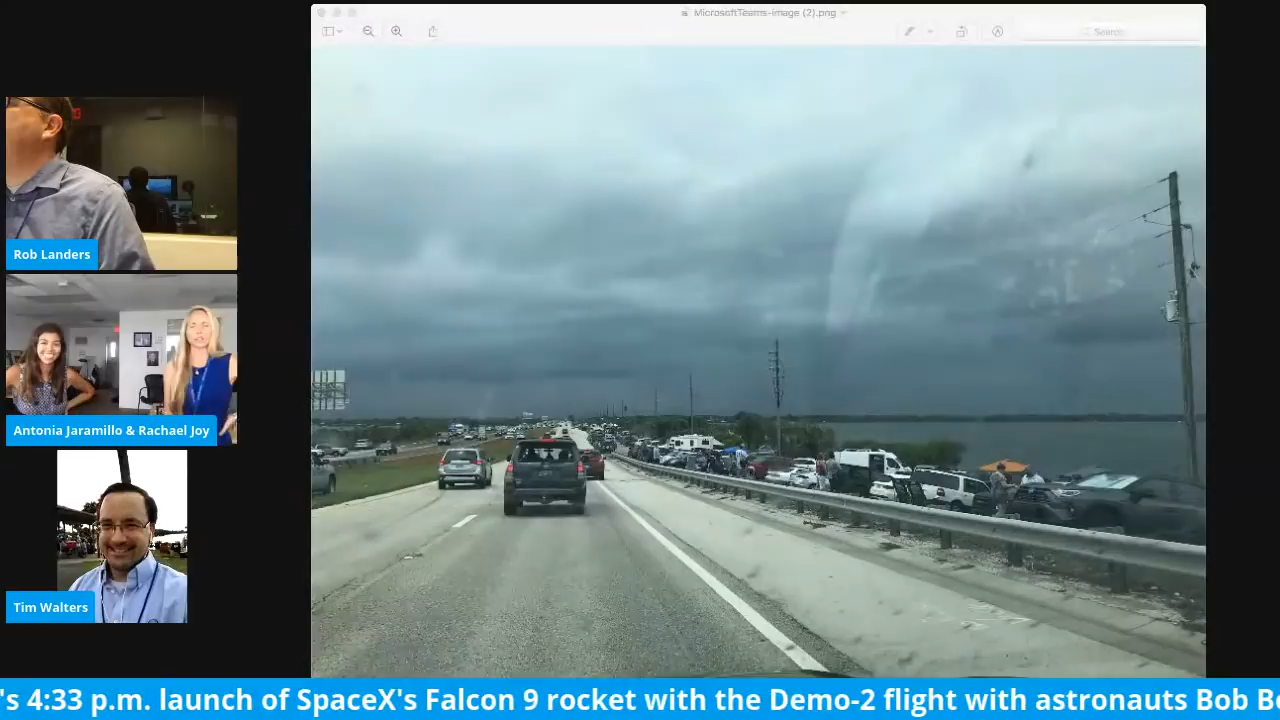 MicrosoftTeams-image (2).png
Search
Rob Landers
Antonia Jaramillo & Rachael Joy
Tim Walters
's 4:33 p.m. launch of SpaceX's Falcon 9 rocket with the Demo-2 flight with astronauts Bob B